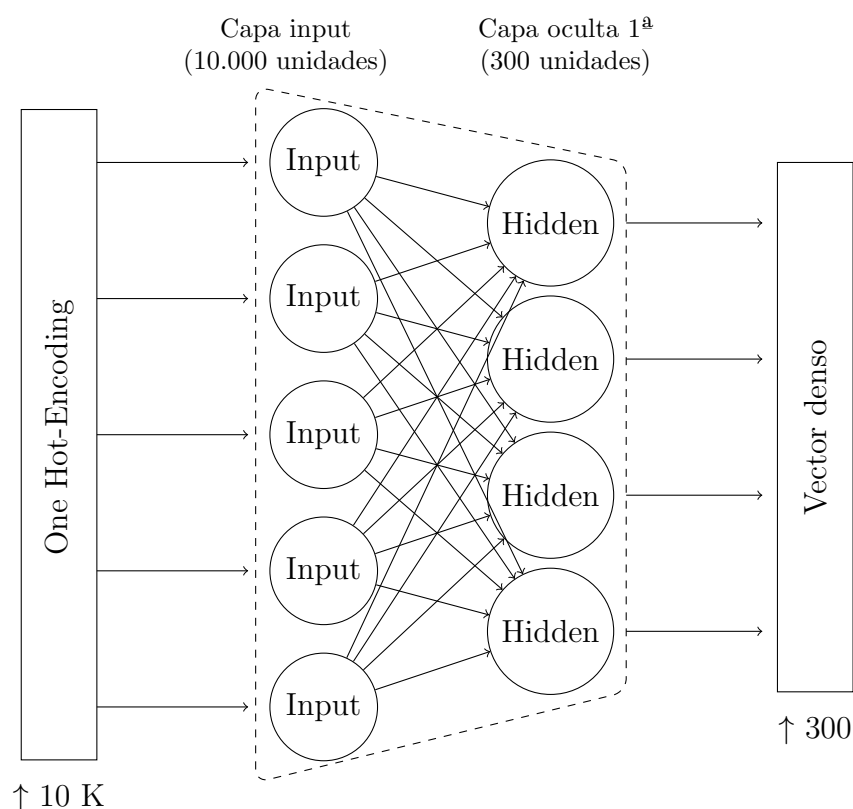 Capa input
(10.000 unidades)
Capa oculta 1ª
(300 unidades)
One Hot-Encoding
Input
Input
Input
Input
Input
Hidden
Hidden
Hidden
Hidden
Vector denso
↑ 10 K
↑ 300